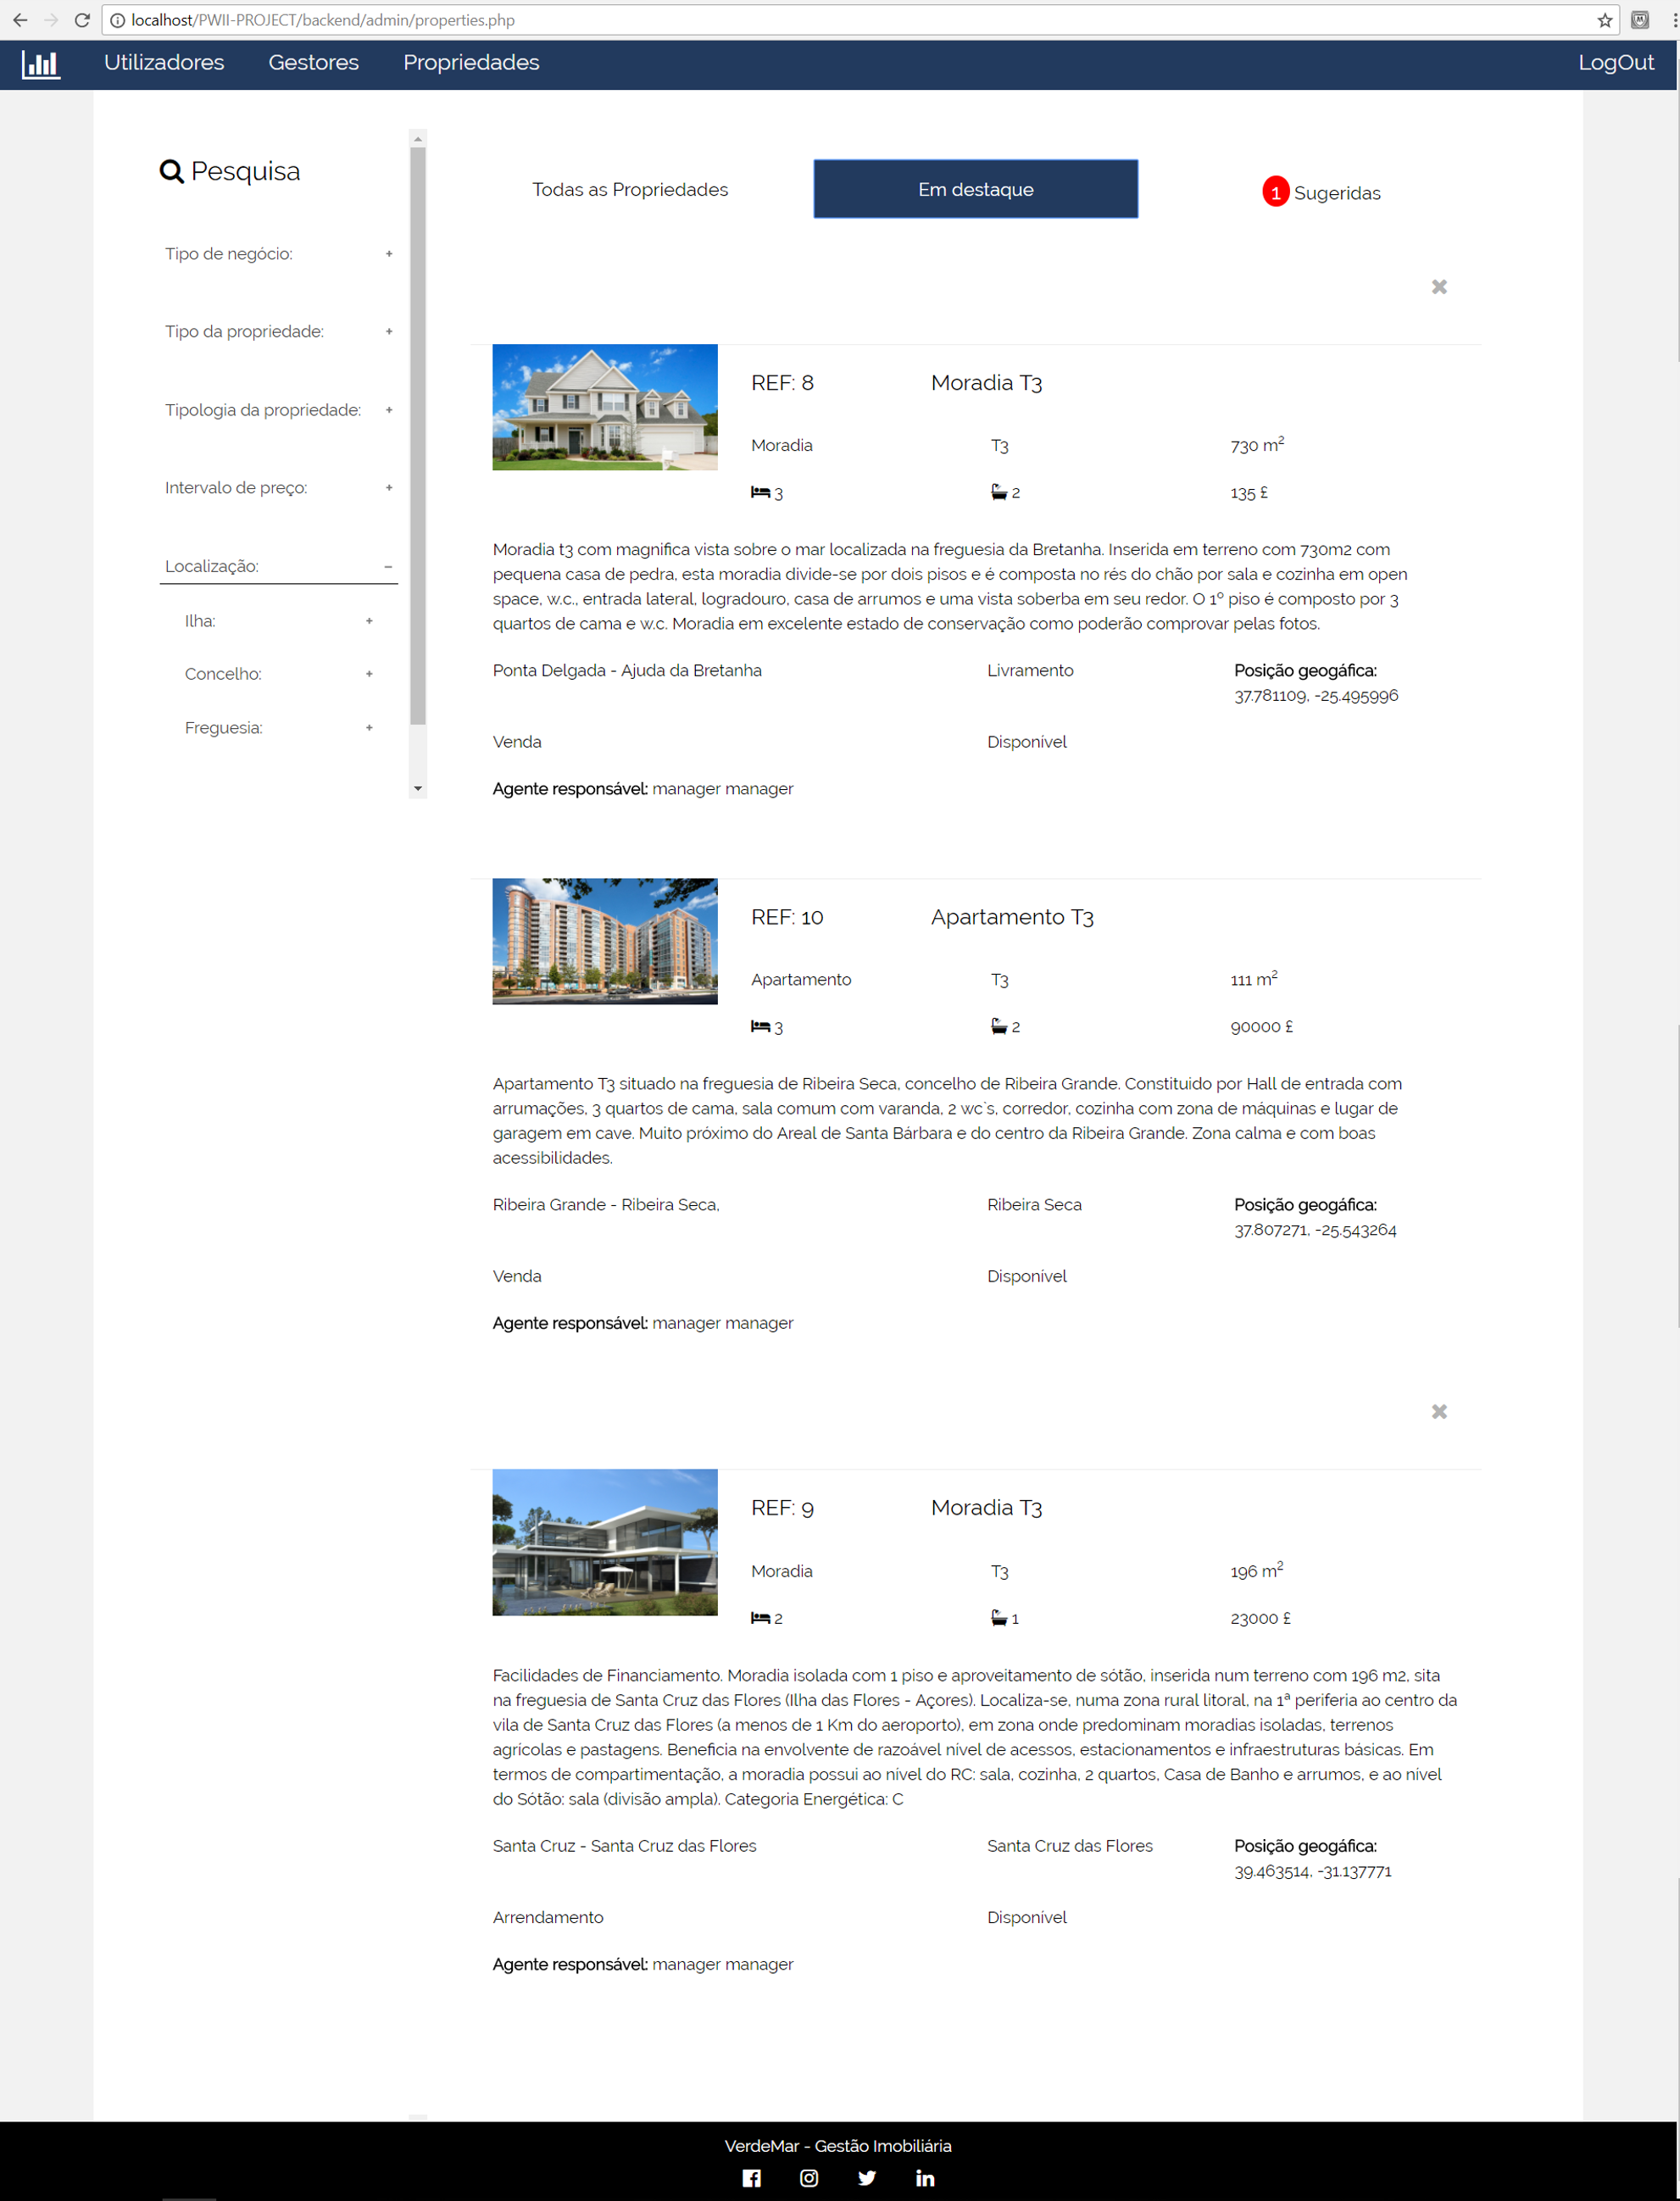 localhost/PWII-PROJECT/backend/admin/properties.php
Utilizadores Gestores Propriedades LogOut
Pesquisa
Tipo de negócio: +
Tipo da propriedade: +
Tipologia da propriedade: +
Intervalo de preço: +
Localização: −
Ilha: +
Concelho: +
Freguesia: +
Todas as Propriedades Em destaque 1 Sugeridas
REF: 8 Moradia T3
Moradia T3 730 m²
3 2 135 £
Moradia t3 com magnifica vista sobre o mar localizada na freguesia da Bretanha. Inserida em terreno com 730m2 com
pequena casa de pedra, esta moradia divide-se por dois pisos e é composta no rés do chão por sala e cozinha em open
space, w.c., entrada lateral, logradouro, casa de arrumos e uma vista soberba em seu redor. O 1º piso é composto por 3
quartos de cama e w.c. Moradia em excelente estado de conservação como poderão comprovar pelas fotos.
Ponta Delgada - Ajuda da Bretanha Livramento Posição geogáfica:
37.781109, -25.495996
Venda Disponível
Agente responsável: manager manager
REF: 10 Apartamento T3
Apartamento T3 111 m²
3 2 90000 £
Apartamento T3 situado na freguesia de Ribeira Seca, concelho de Ribeira Grande. Constituido por Hall de entrada com
arrumações, 3 quartos de cama, sala comum com varanda, 2 wc`s, corredor, cozinha com zona de máquinas e lugar de
garagem em cave. Muito próximo do Areal de Santa Bárbara e do centro da Ribeira Grande. Zona calma e com boas
acessibilidades.
Ribeira Grande - Ribeira Seca, Ribeira Seca Posição geogáfica:
37.807271, -25.543264
Venda Disponível
Agente responsável: manager manager
REF: 9 Moradia T3
Moradia T3 196 m²
2 1 23000 £
Facilidades de Financiamento. Moradia isolada com 1 piso e aproveitamento de sótão, inserida num terreno com 196 m2, sita
na freguesia de Santa Cruz das Flores (Ilha das Flores - Açores). Localiza-se, numa zona rural litoral, na 1ª periferia ao centro da
vila de Santa Cruz das Flores (a menos de 1 Km do aeroporto), em zona onde predominam moradias isoladas, terrenos
agrícolas e pastagens. Beneficia na envolvente de razoável nível de acessos, estacionamentos e infraestruturas básicas. Em
termos de compartimentação, a moradia possui ao nível do RC: sala, cozinha, 2 quartos, Casa de Banho e arrumos, e ao nível
do Sótão: sala (divisão ampla). Categoria Energética: C
Santa Cruz - Santa Cruz das Flores Santa Cruz das Flores Posição geogáfica:
39.463514, -31.137771
Arrendamento Disponível
Agente responsável: manager manager
VerdeMar - Gestão Imobiliária